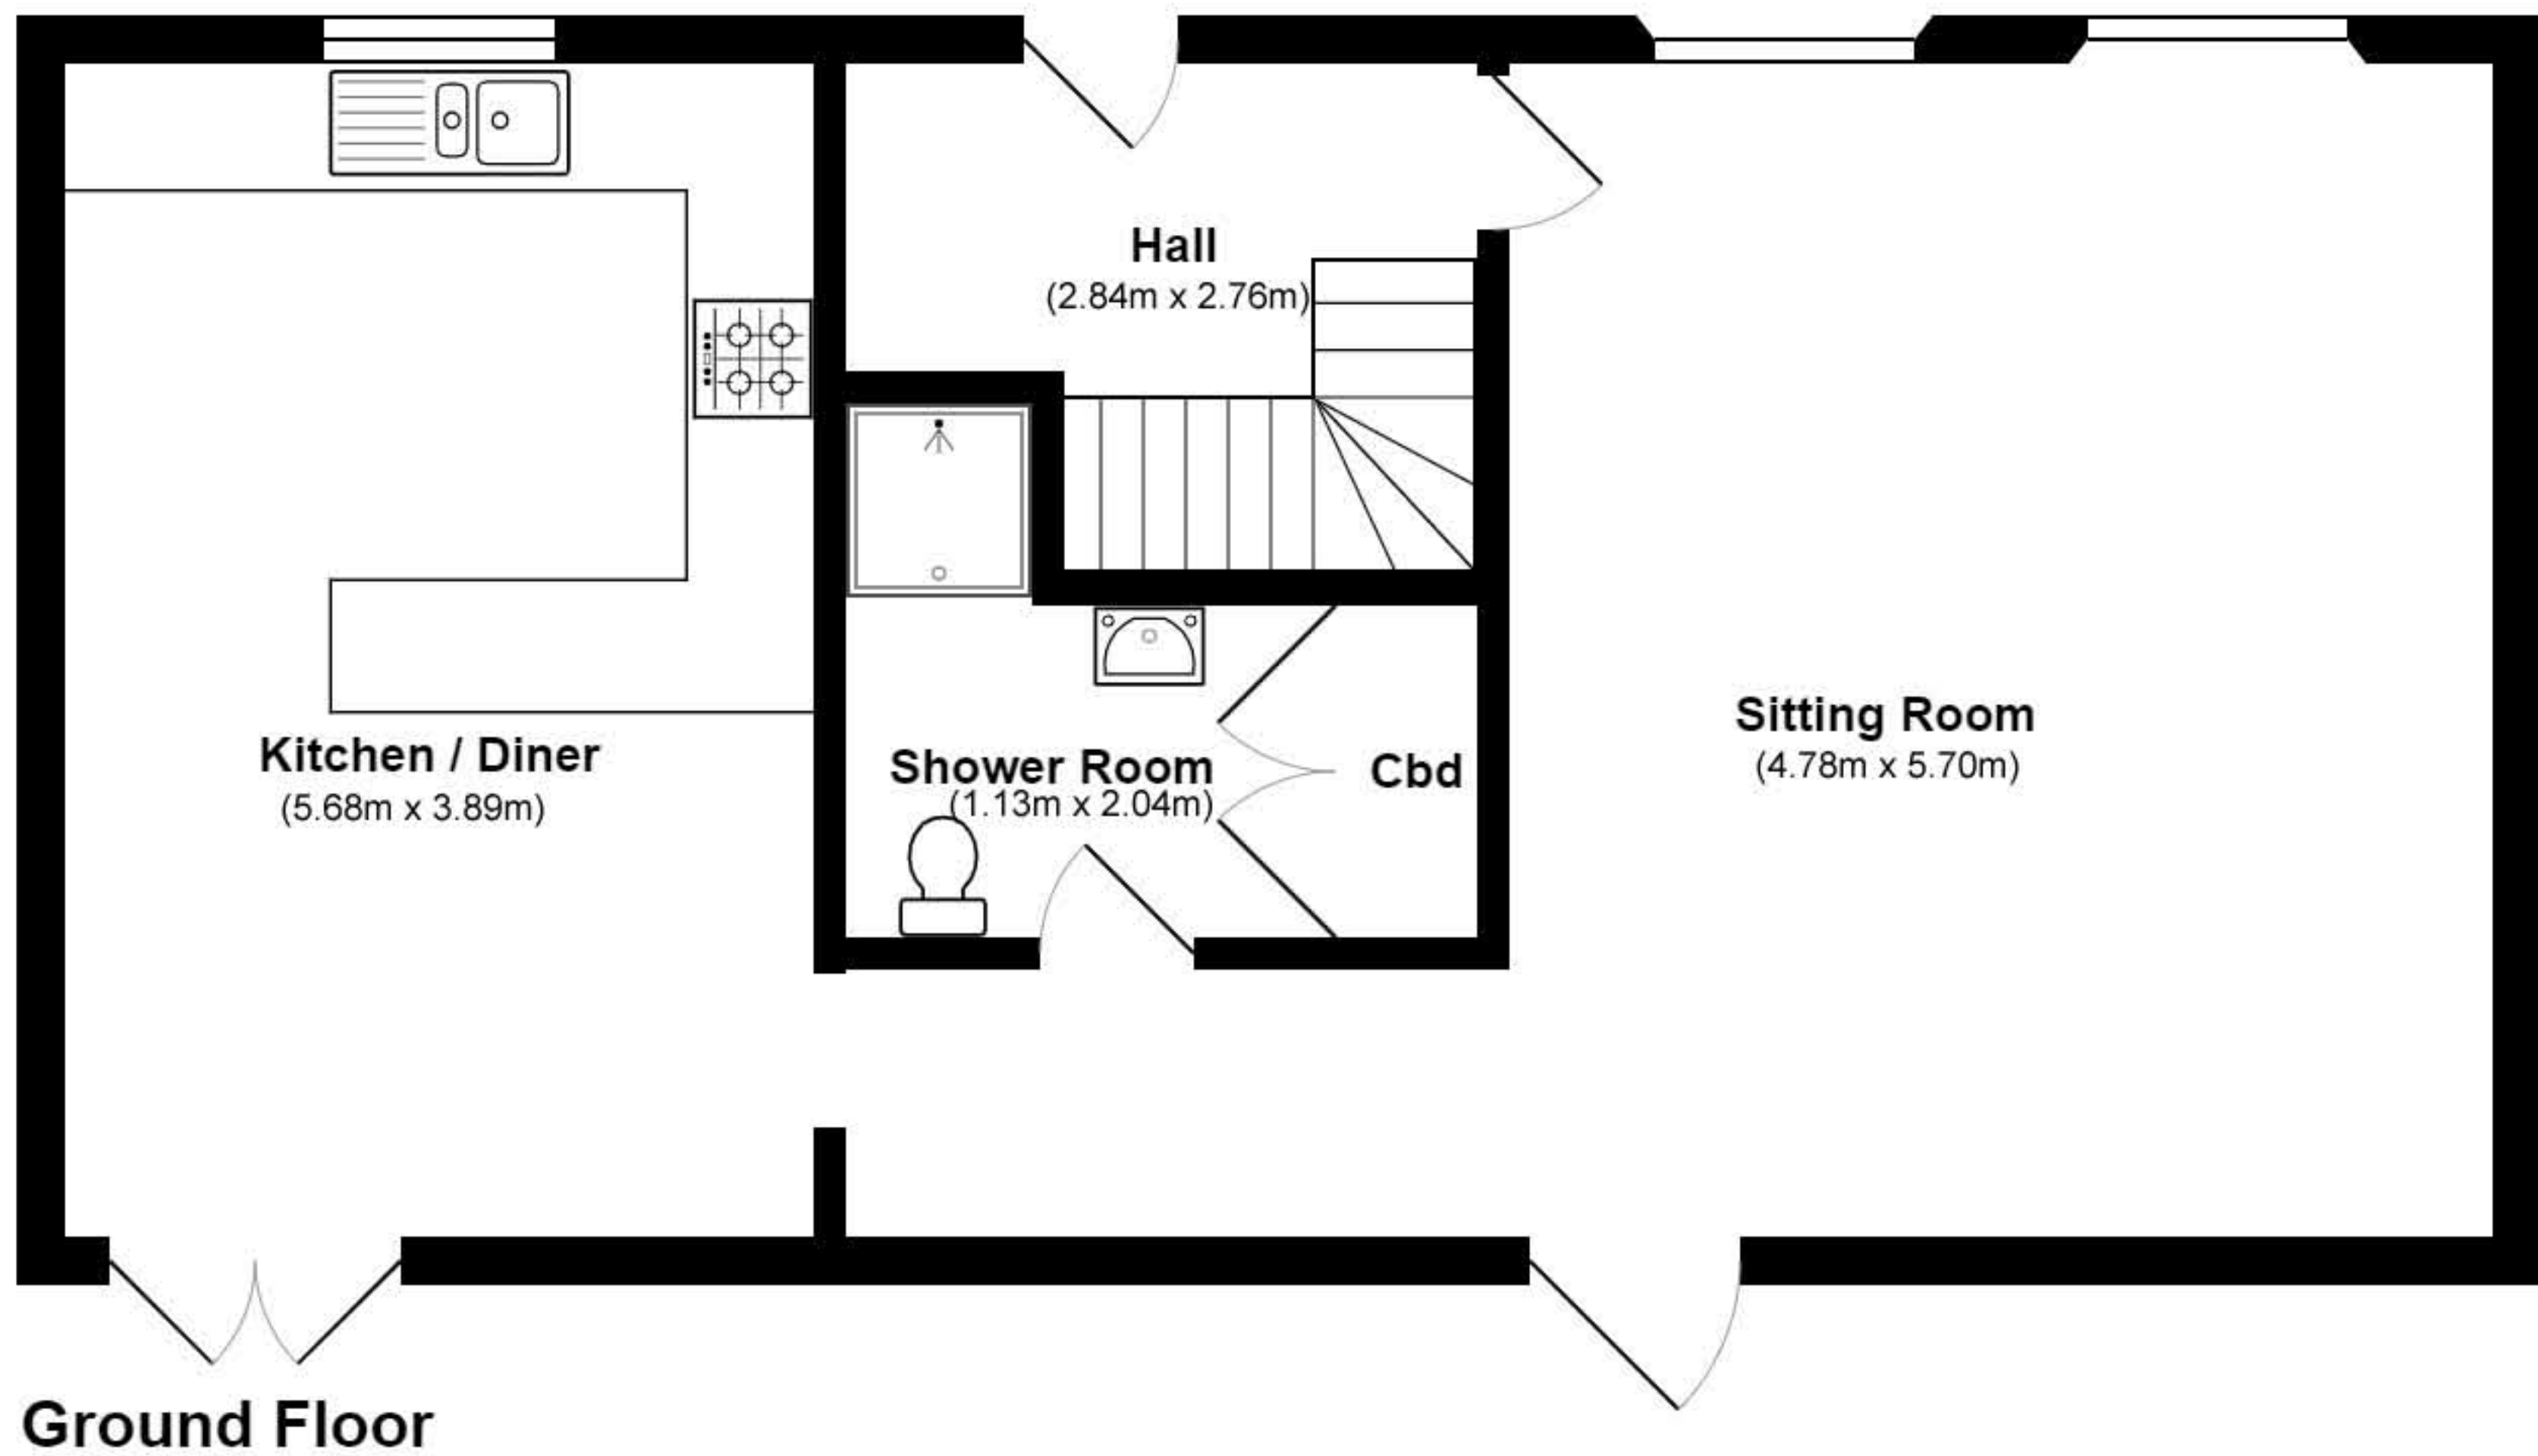 Hall
(2.84m x 2.76m)
Kitchen / Diner
(5.68m x 3.89m)
Shower Room
(1.13m x 2.04m)
Cbd
Sitting Room
(4.78m x 5.70m)
Ground Floor